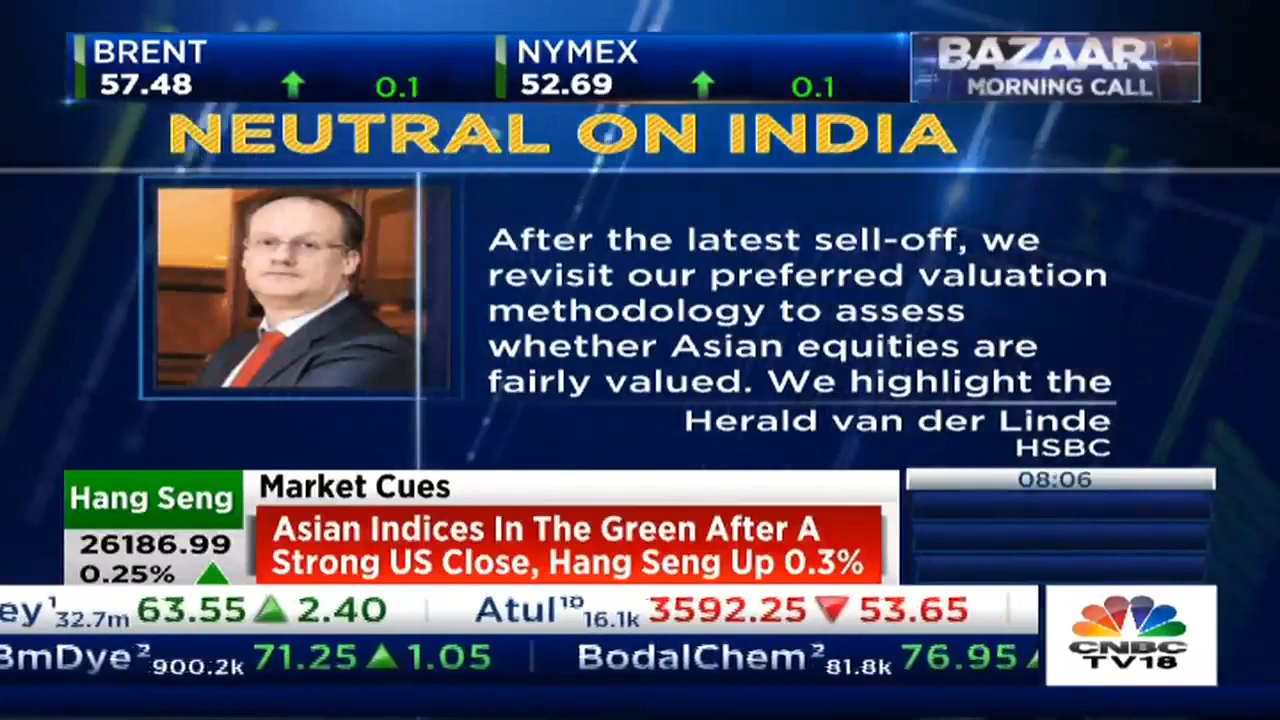 BRENT
57.48 0.1
NYMEX
52.69 0.1
BAZAAR
MORNING CALL
NEUTRAL ON INDIA
After the latest sell-off, we
revisit our preferred valuation
methodology to assess
whether Asian equities are
fairly valued. We highlight the
Herald van der Linde
HSBC
Hang Seng
26186.99
0.25%
Market Cues
Asian Indices In The Green After A
Strong US Close, Hang Seng Up 0.3%
08:06
ey¹ 32.7m 63.55 ▲ 2.40 Atul¹ᴰ 16.1k 3592.25 ▼ 53.65
BmDye² 900.2k 71.25 ▲ 1.05 BodalChem² 81.8k 76.95
CNBC
TV18